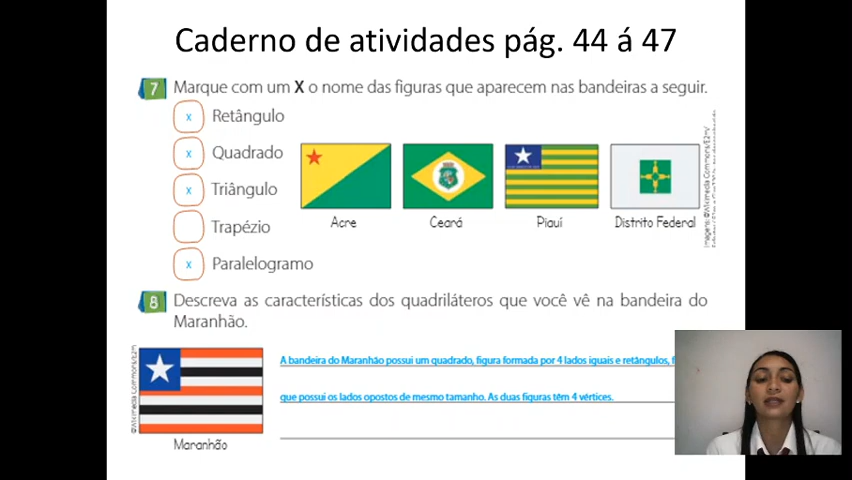 Caderno de atividades pág. 44 á 47
7 Marque com um X o nome das figuras que aparecem nas bandeiras a seguir.
x Retângulo
x Quadrado
x Triângulo
Trapézio
x Paralelogramo
Acre
Ceará
Piauí
Distrito Federal
8 Descreva as características dos quadriláteros que você vê na bandeira do
Maranhão.
A bandeira do Maranhão possui um quadrado, figura formada por 4 lados iguais e retângulos,
que possui os lados opostos de mesmo tamanho. As duas figuras têm 4 vértices.
Maranhão